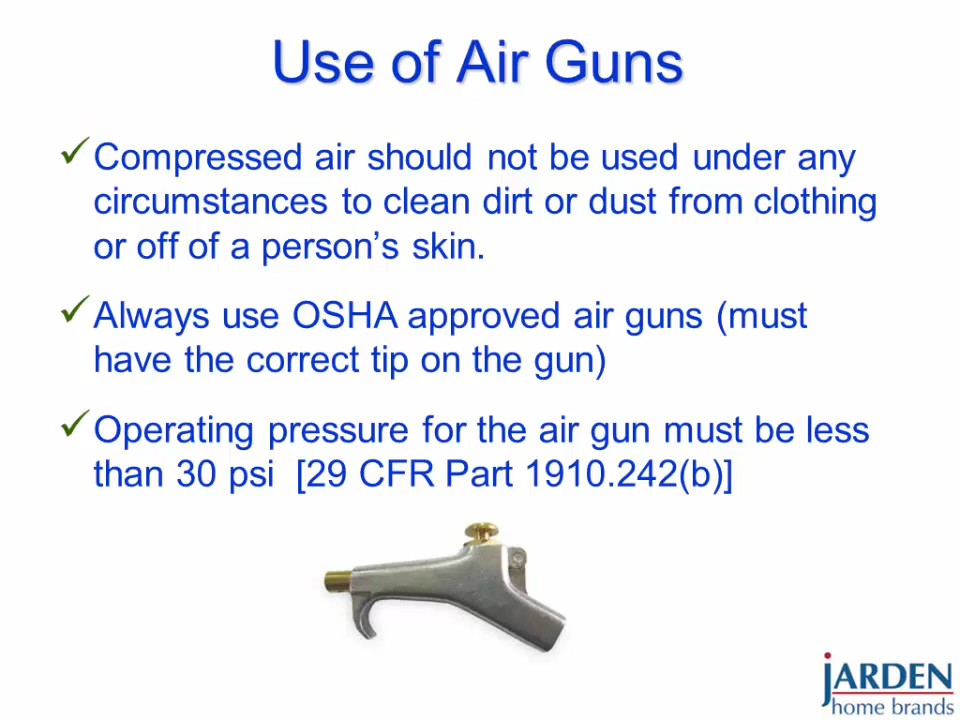 Use of Air Guns
Compressed air should not be used under any
circumstances to clean dirt or dust from clothing
or off of a person’s skin.
Always use OSHA approved air guns (must
have the correct tip on the gun)
Operating pressure for the air gun must be less
than 30 psi  [29 CFR Part 1910.242(b)]
jARDEN
home brands